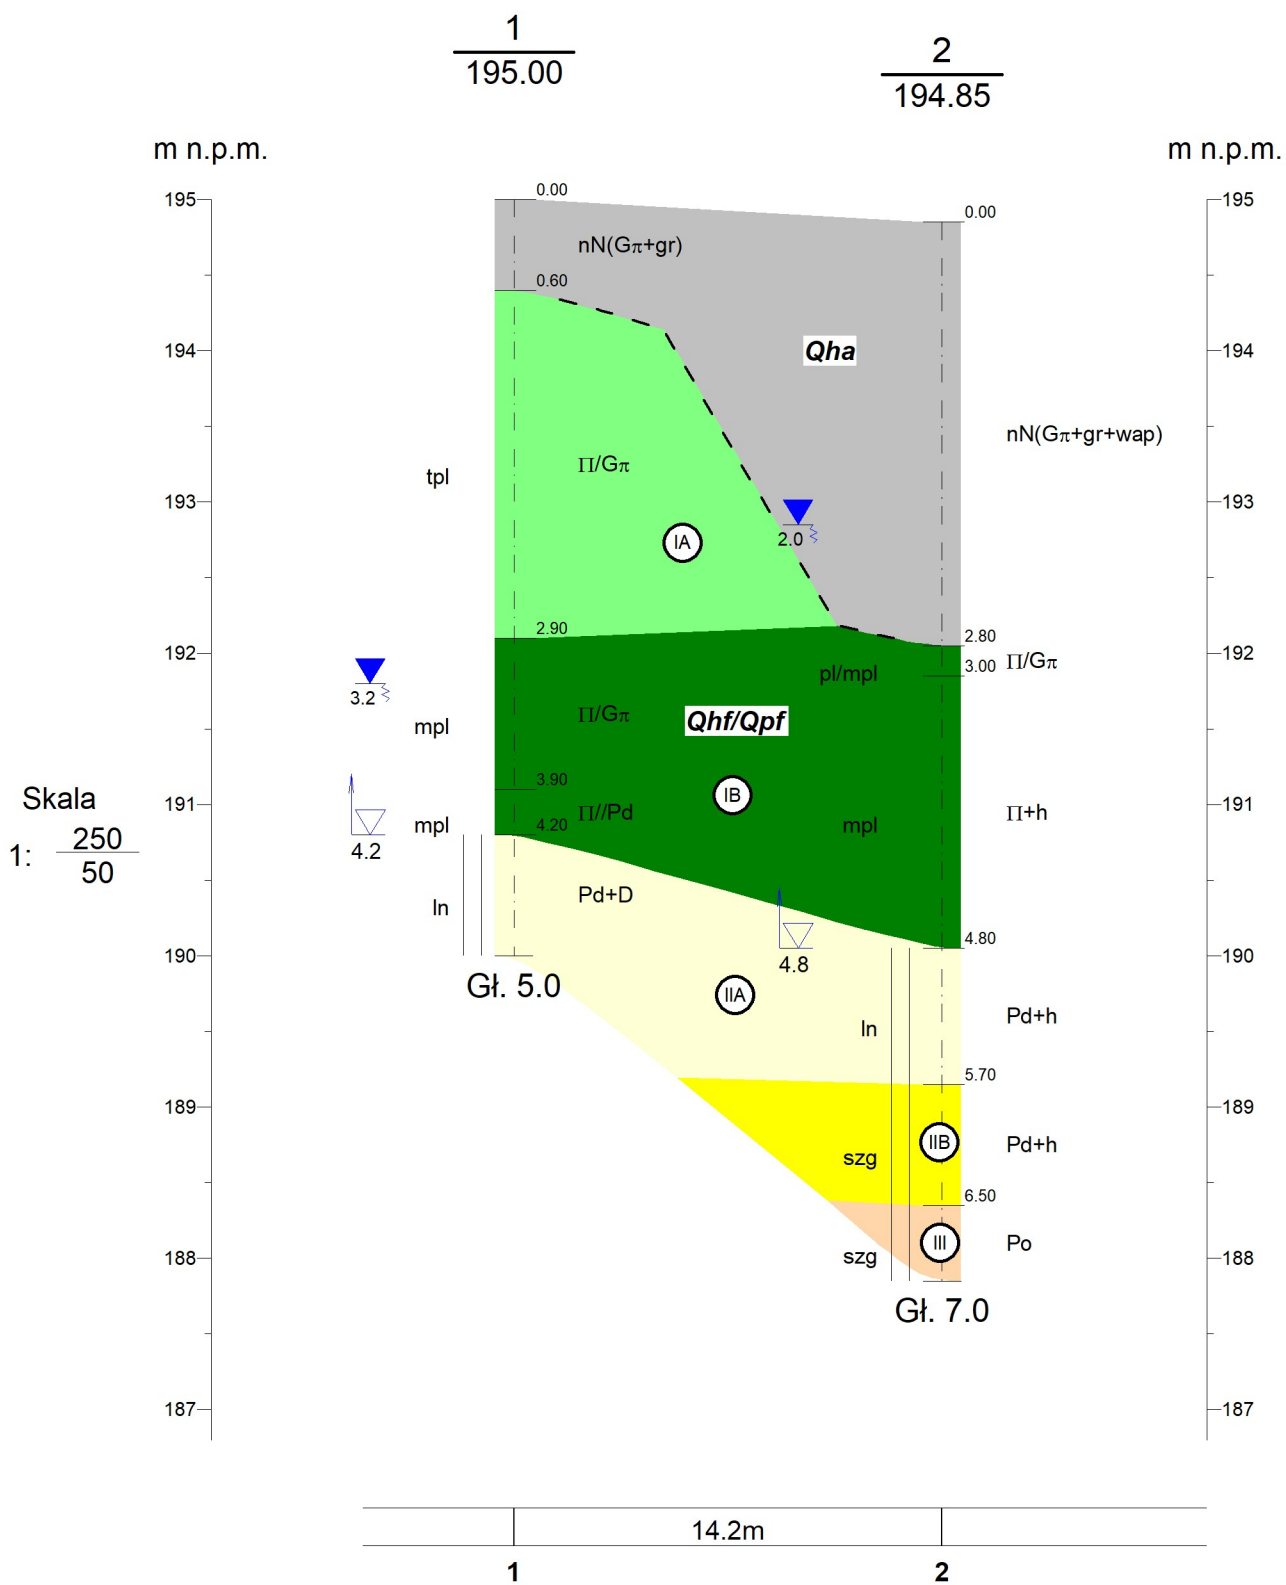 1
195.00
2
194.85
m n.p.m.
m n.p.m.
195
0.00
0.00
195
nN(Gπ+gr)
0.60
194
Qha
194
nN(Gπ+gr+wap)
tpl
Π/Gπ
193
193
IA
2.0
2.90
2.80
192
192
3.00
Π/Gπ
pl/mpl
3.2
mpl
Π/Gπ
Qhf/Qpf
3.90
Skala
1:
250
50
191
191
IB
mpl
Π//Pd
mpl
Π+h
4.20
4.2
ln
Pd+D
4.80
190
190
4.8
Gł. 5.0
IIA
ln
Pd+h
5.70
189
189
IIB
Pd+h
szg
6.50
III
Po
188
szg
188
Gł. 7.0
187
187
14.2m
1
2